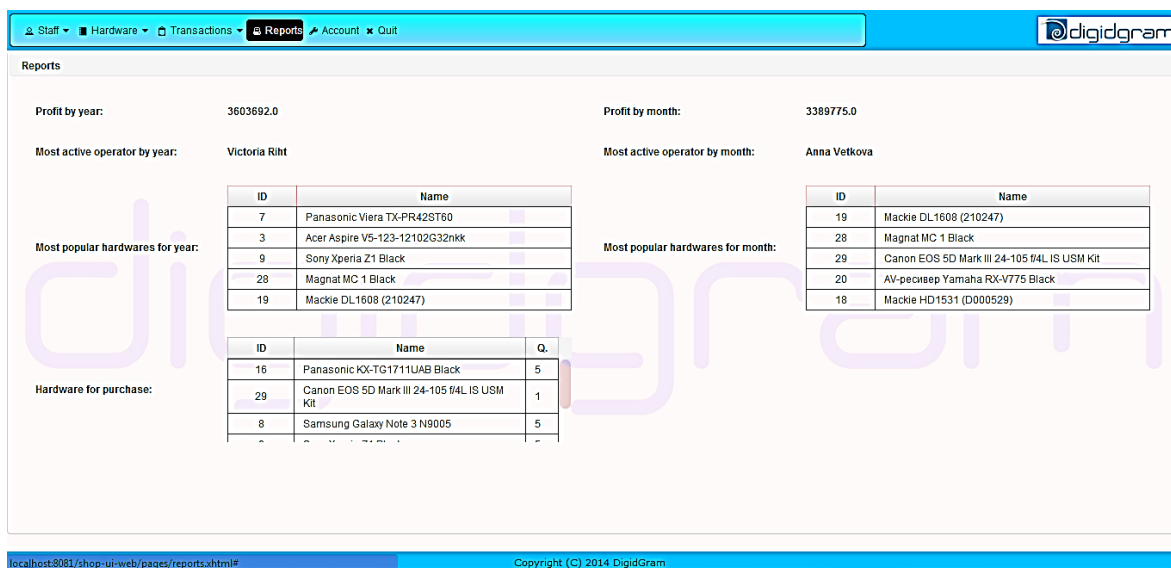 Staff Hardware Transactions Reports Account Quit
digidgram
Reports
Profit by year: 3603692.0 Profit by month: 3389775.0
Most active operator by year: Victoria Riht Most active operator by month: Anna Vetkova
Most popular hardwares for year:
ID Name
7 Panasonic Viera TX-PR42ST60
3 Acer Aspire V5-123-12102G32nkk
9 Sony Xperia Z1 Black
28 Magnat MC 1 Black
19 Mackie DL1608 (210247)
Most popular hardwares for month:
ID Name
19 Mackie DL1608 (210247)
28 Magnat MC 1 Black
29 Canon EOS 5D Mark III 24-105 f/4L IS USM Kit
20 AV-ресивер Yamaha RX-V775 Black
18 Mackie HD1531 (D000529)
Hardware for purchase:
ID Name Q.
16 Panasonic KX-TG1711UAB Black 5
29 Canon EOS 5D Mark III 24-105 f/4L IS USM
Kit 1
8 Samsung Galaxy Note 3 N9005 5
digidgram
localhost:8081/shop-ui-web/pages/reports.xhtml#
Copyright (C) 2014 DigidGram